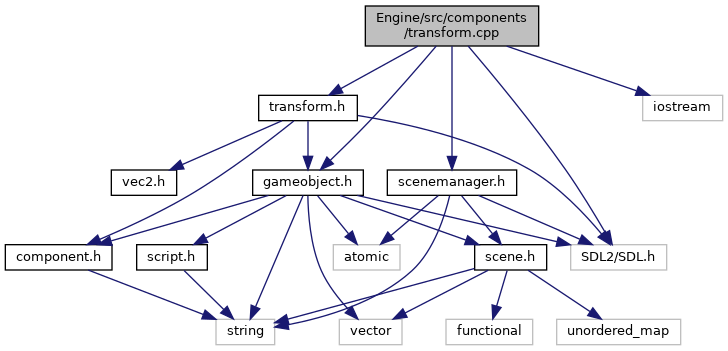 Engine/src/components
/transform.cpp
transform.h
iostream
vec2.h
gameobject.h
scenemanager.h
component.h
script.h
atomic
scene.h
SDL2/SDL.h
string
vector
functional
unordered_map